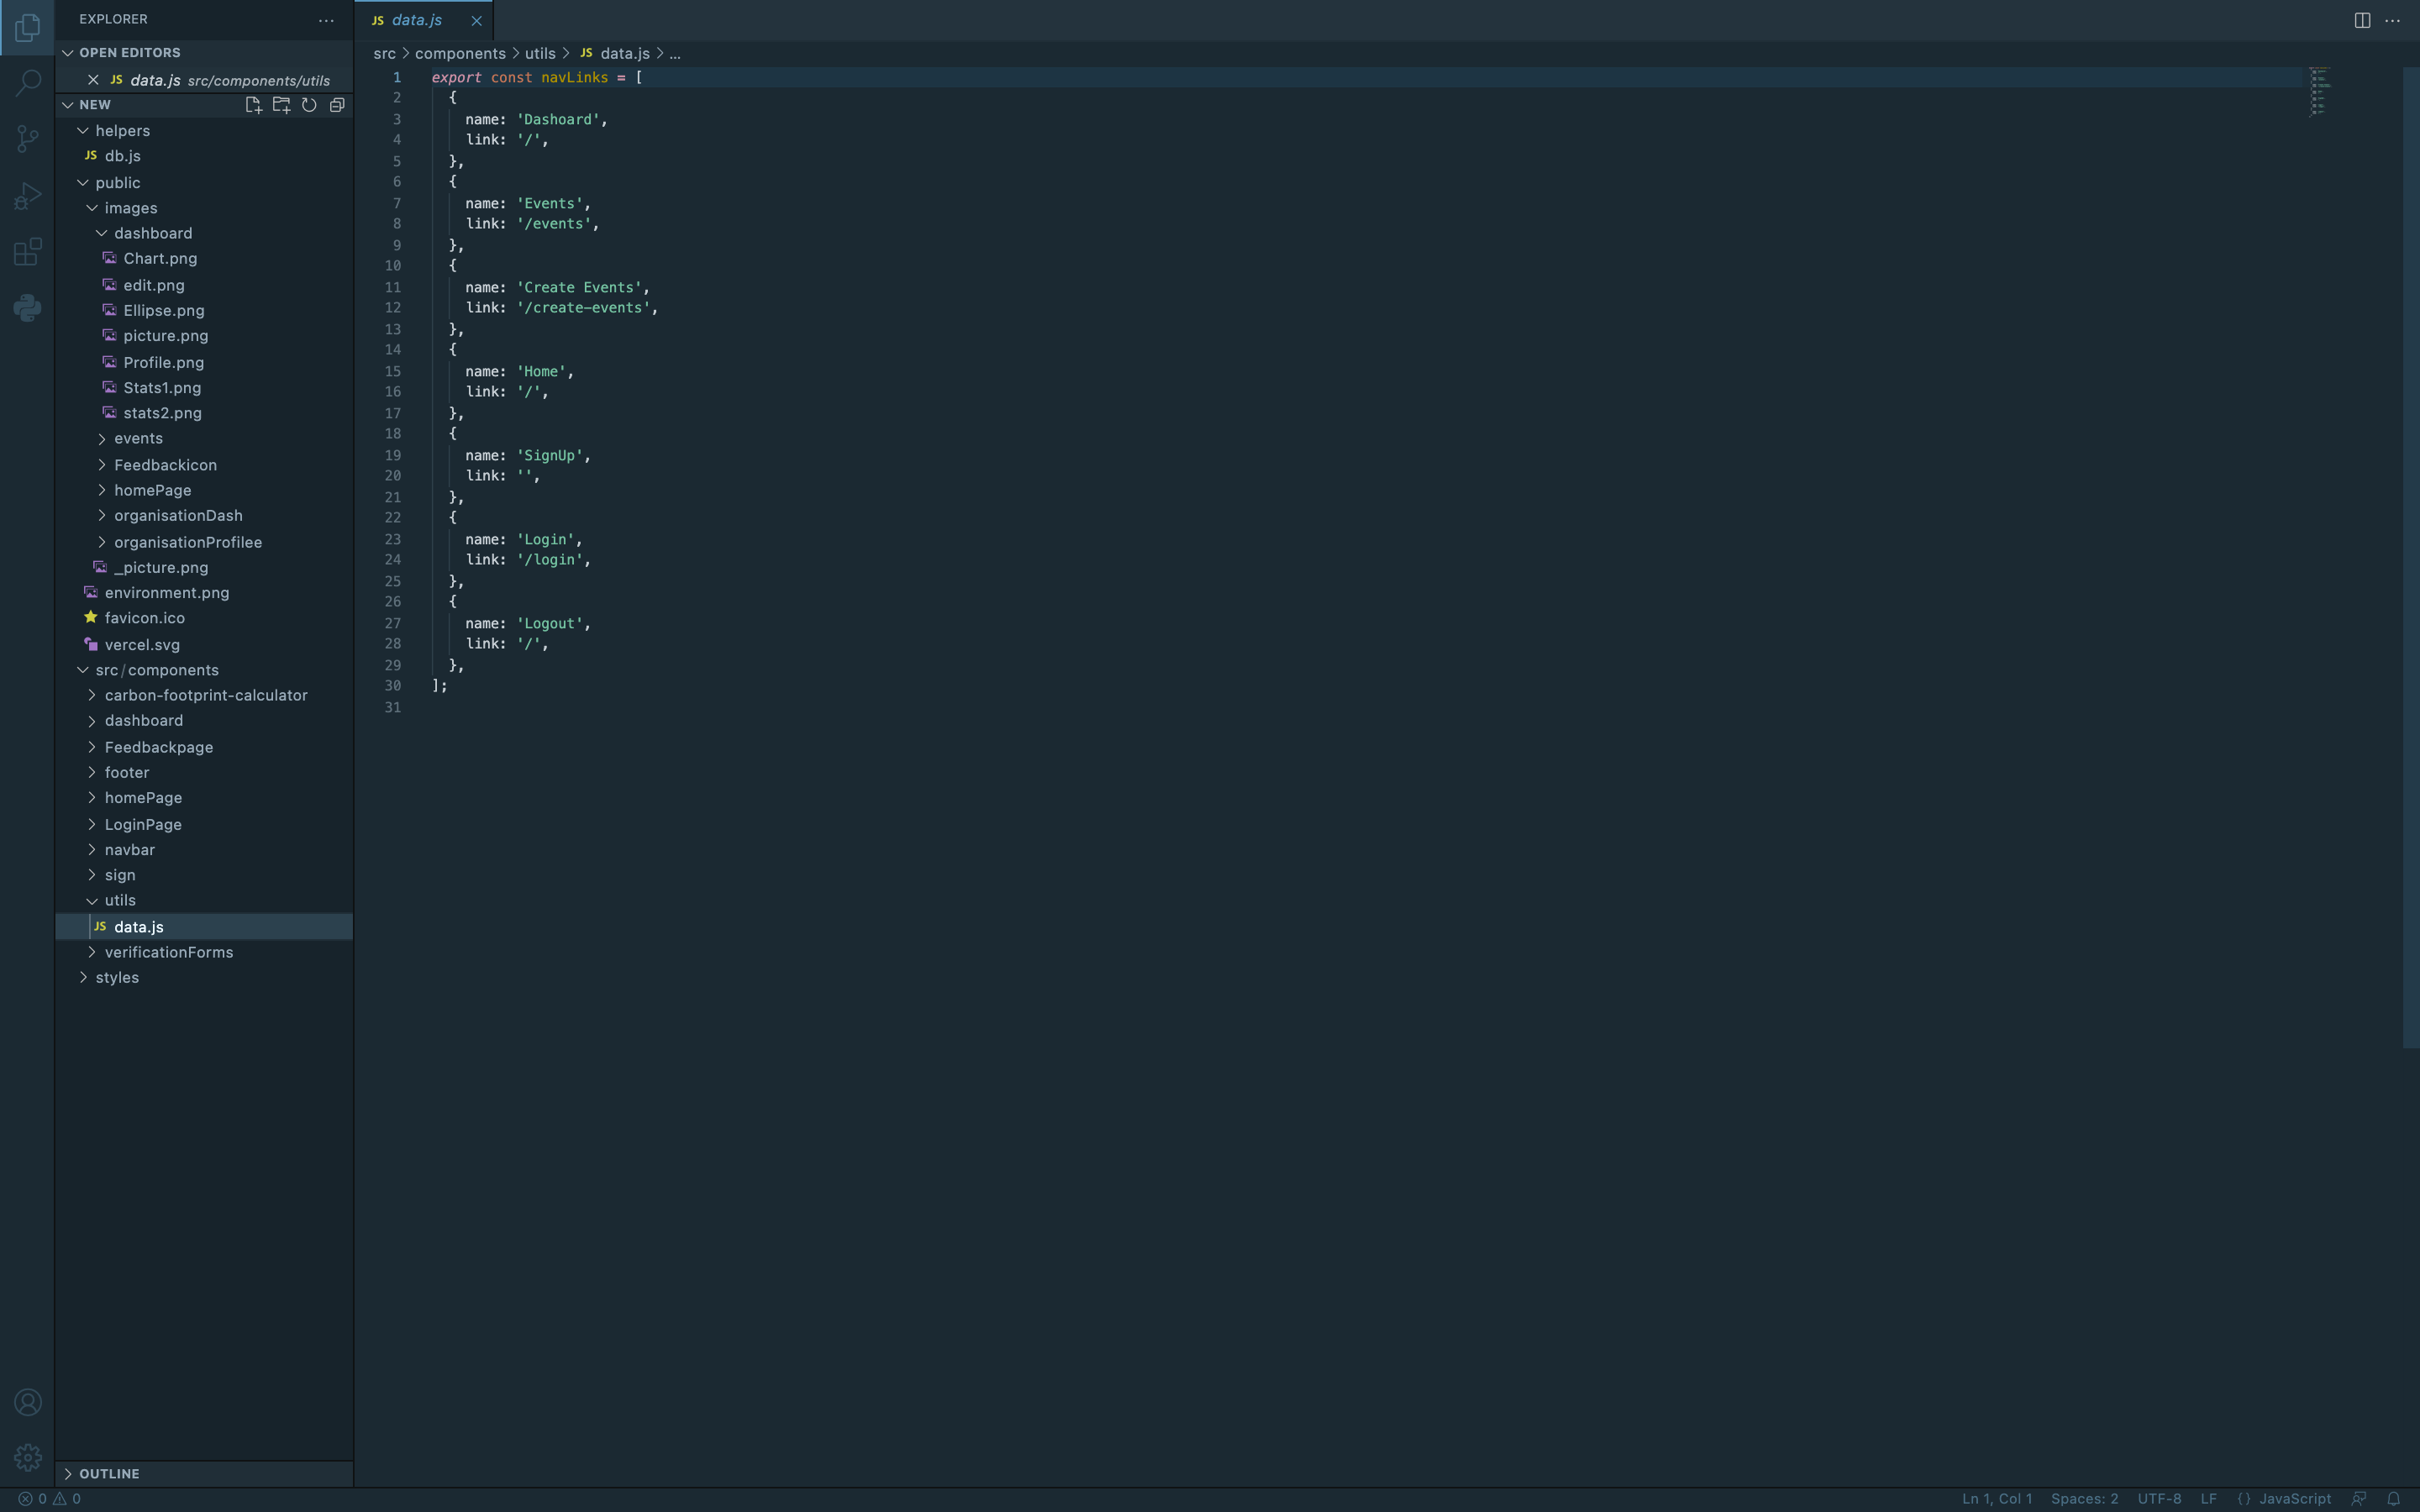 EXPLORER
OPEN EDITORS
JS data.js src/components/utils
NEW
helpers
JS db.js
public
images
dashboard
Chart.png
edit.png
Ellipse.png
picture.png
Profile.png
Stats1.png
stats2.png
events
Feedbackicon
homePage
organisationDash
organisationProfilee
_picture.png
environment.png
favicon.ico
vercel.svg
src/components
carbon-footprint-calculator
dashboard
Feedbackpage
footer
homePage
LoginPage
navbar
sign
utils
JS data.js
verificationForms
styles
OUTLINE
JS data.js
src > components > utils > JS data.js > ...
1 export const navLinks = [
2 {
3 name: 'Dashoard',
4 link: '/',
5 },
6 {
7 name: 'Events',
8 link: '/events',
9 },
10 {
11 name: 'Create Events',
12 link: '/create-events',
13 },
14 {
15 name: 'Home',
16 link: '/',
17 },
18 {
19 name: 'SignUp',
20 link: '',
21 },
22 {
23 name: 'Login',
24 link: '/login',
25 },
26 {
27 name: 'Logout',
28 link: '/',
29 },
30 ];
31
0 0
Ln 1, Col 1 Spaces: 2 UTF-8 LF {} JavaScript